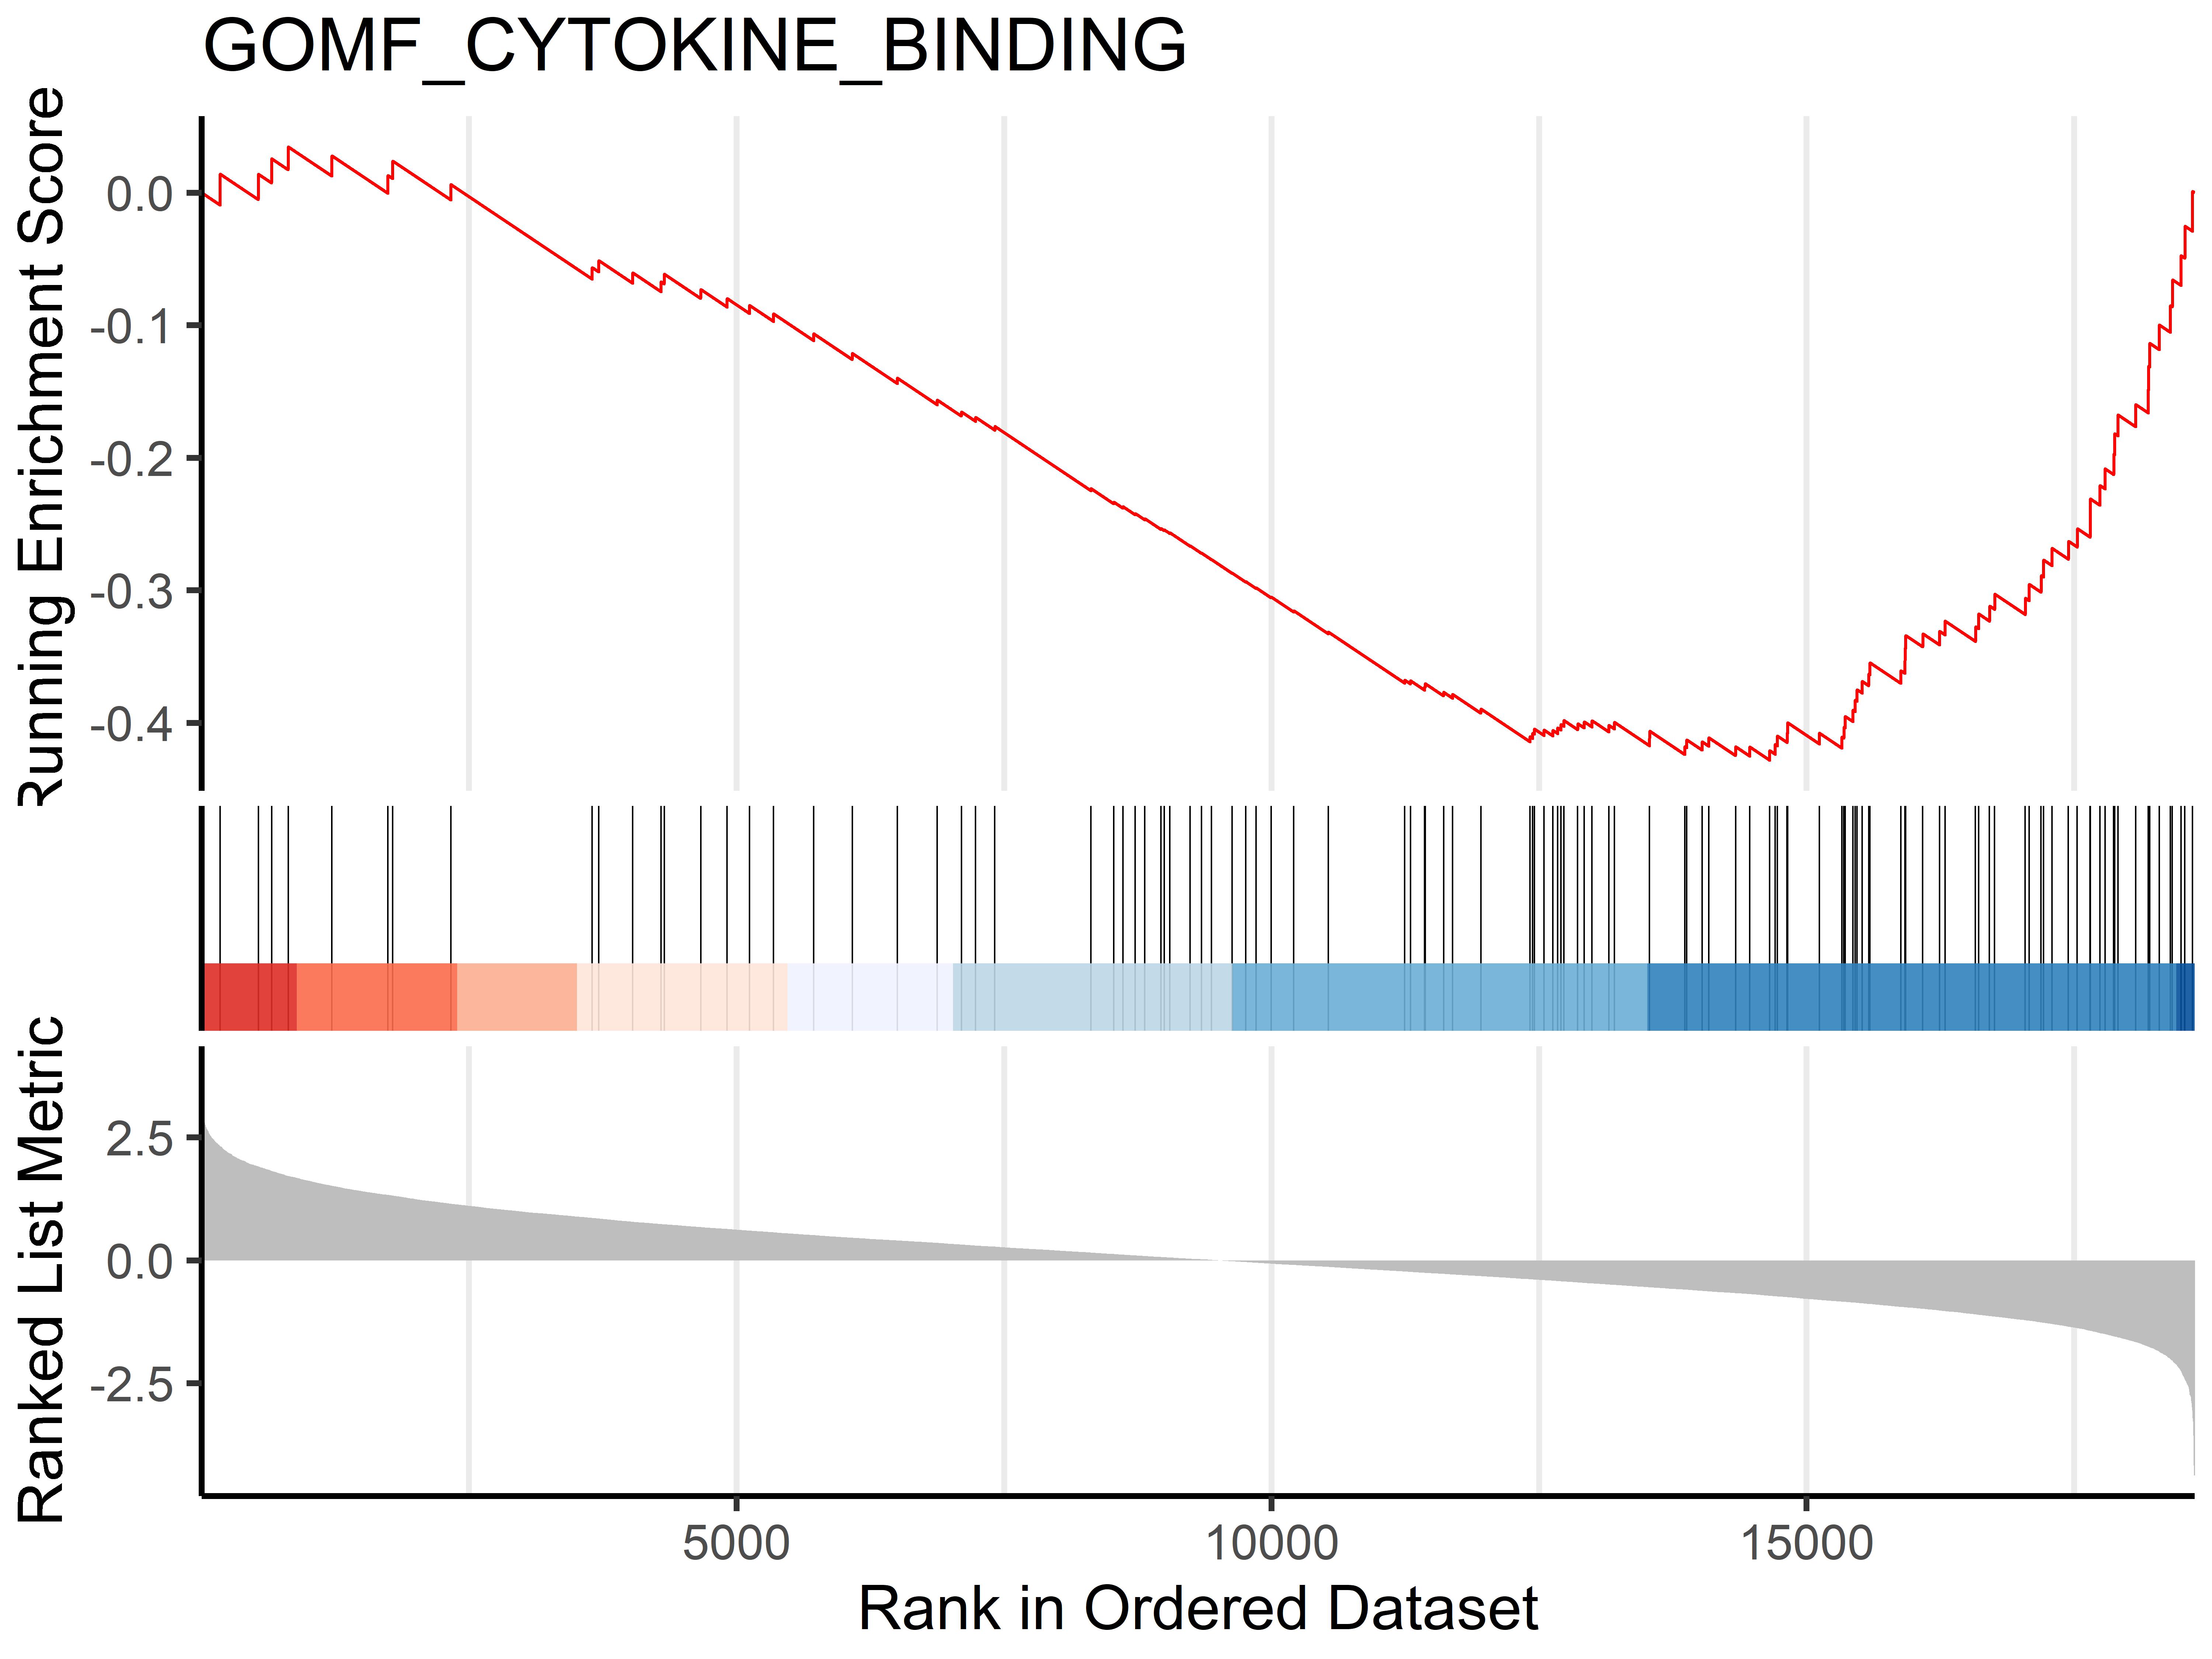 GOMF_CYTOKINE_BINDING
Running Enrichment Score
0.0
-0.1
-0.2
-0.3
-0.4
Ranked List Metric
2.5
0.0
-2.5
5000
10000
15000
Rank in Ordered Dataset